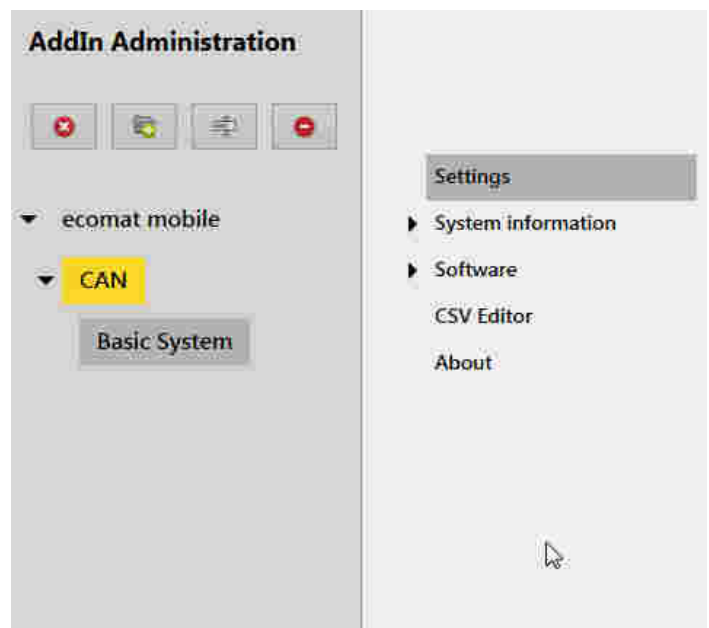 AddIn Administration
ecomat mobile
CAN
Basic System
Settings
System information
Software
CSV Editor
About